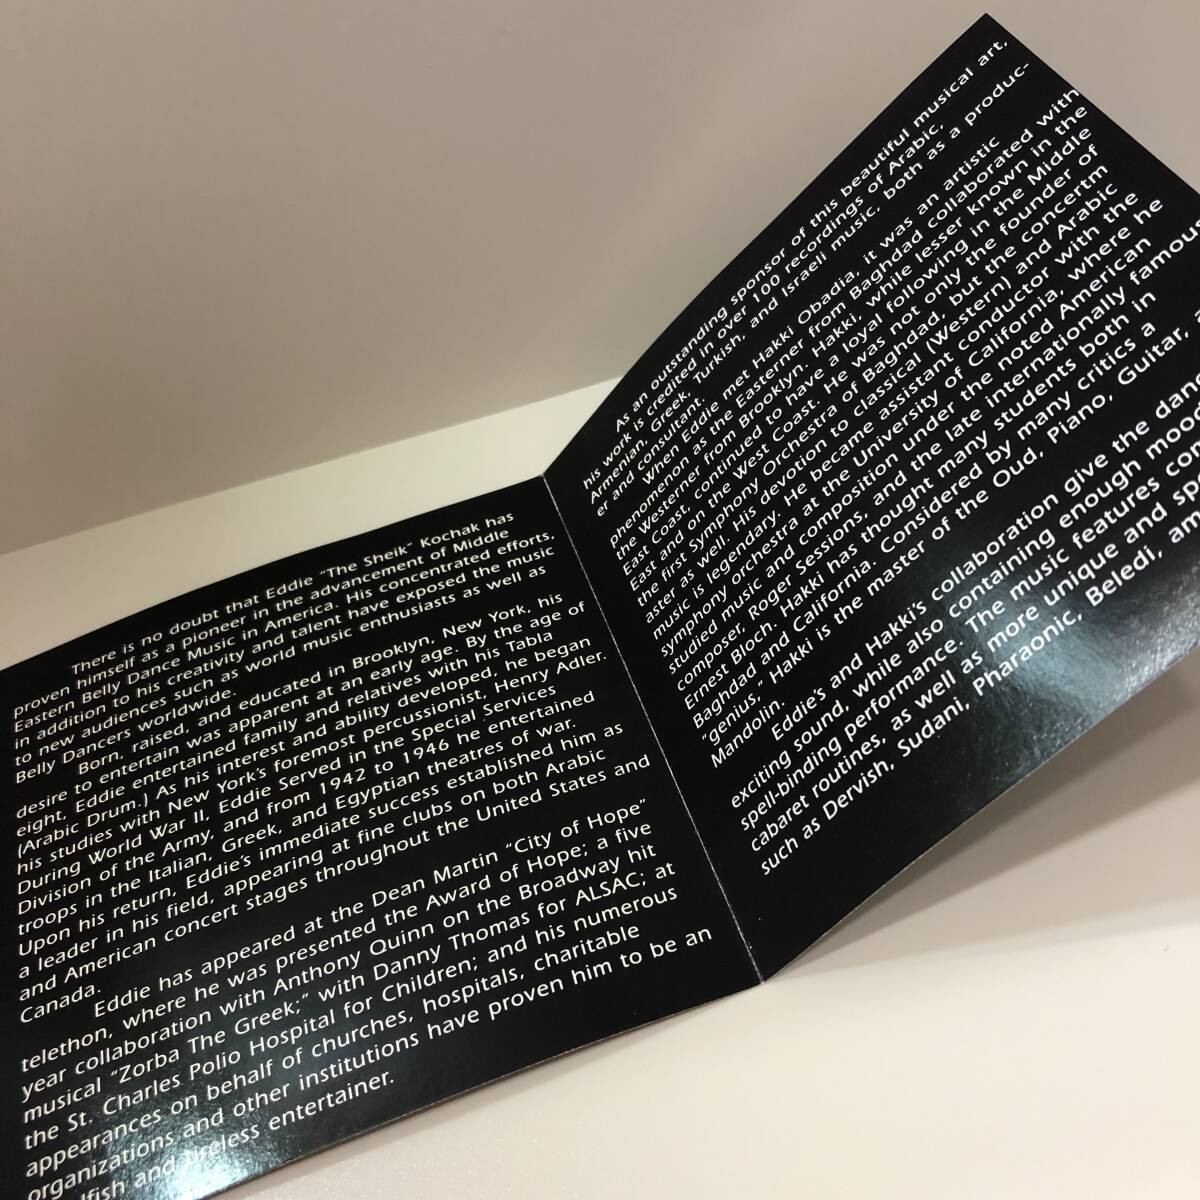 There is no doubt that Eddie "The Sheik" Kochak has
proven himself as a pioneer in the advancement of Middle
Eastern Belly Dance Music in America. His concentrated efforts,
in addition to his creativity and talent have exposed the music
to new audiences such as world music enthusiasts as well as
Belly Dancers worldwide.
Born, raised, and educated in Brooklyn, New York, his
desire to entertain was apparent at an early age. By the age of
eight, Eddie entertained family and relatives with his Tabla
(Arabic Drum.) As his interest and ability developed, he began
his studies with New York's foremost percussionist, Henry Adler.
During World War II, Eddie Served in the Special Services
Division of the Army, and from 1942 to 1946 he entertained
troops in the Italian, Greek, and Egyptian theatres of war.
Upon his return, Eddie's immediate success established him as
a leader in his field, appearing at fine clubs on both Arabic
and American concert stages throughout the United States and
Canada.
Eddie has appeared at the Dean Martin "City of Hope"
telethon, where he was presented the Award of Hope; a five
year collaboration with Anthony Quinn on the Broadway hit
musical "Zorba The Greek;" with Danny Thomas for ALSAC; at
the St. Charles Polio Hospital for Children; and his numerous
appearances on behalf of churches, hospitals, charitable
organizations and other institutions have proven him to be an
and tireless entertainer.
As an outstanding sponsor of this beautiful musical art,
his work is credited in over 100 recordings of Arabic,
Armenian, Greek, Turkish, and Israeli music, both as a produc-
er and consultant.
When Eddie met Hakki Obadia, it was an artistic
phenomenon as the Easterner from Baghdad collaborated with
the Westerner from Brooklyn. Hakki, while lesser known in the
East Coast, continued to have a loyal following in the Middle
East and on the West Coast. He was not only the founder of
the first Symphony Orchestra of Baghdad, but the concertm
aster as well. His devotion to classical (Western) and Arabic
music is legendary. He became assistant conductor with the
symphony orchestra at the University of California, where he
studied music and composition under the noted American
composer, Roger Sessions, and the late internationally famous
Ernest Bloch. Hakki has thought many students both in
Baghdad and California. Considered by many critics a
"genius," Hakki is the master of the Oud, Piano, Guitar,
Mandolin.
Eddie's and Hakki's collaboration give the
exciting sound, while also containing enough
spell-binding performance. The music features
cabaret routines, as well as more unique and
such as Dervish, Sudani, Pharaonic, Beledi,